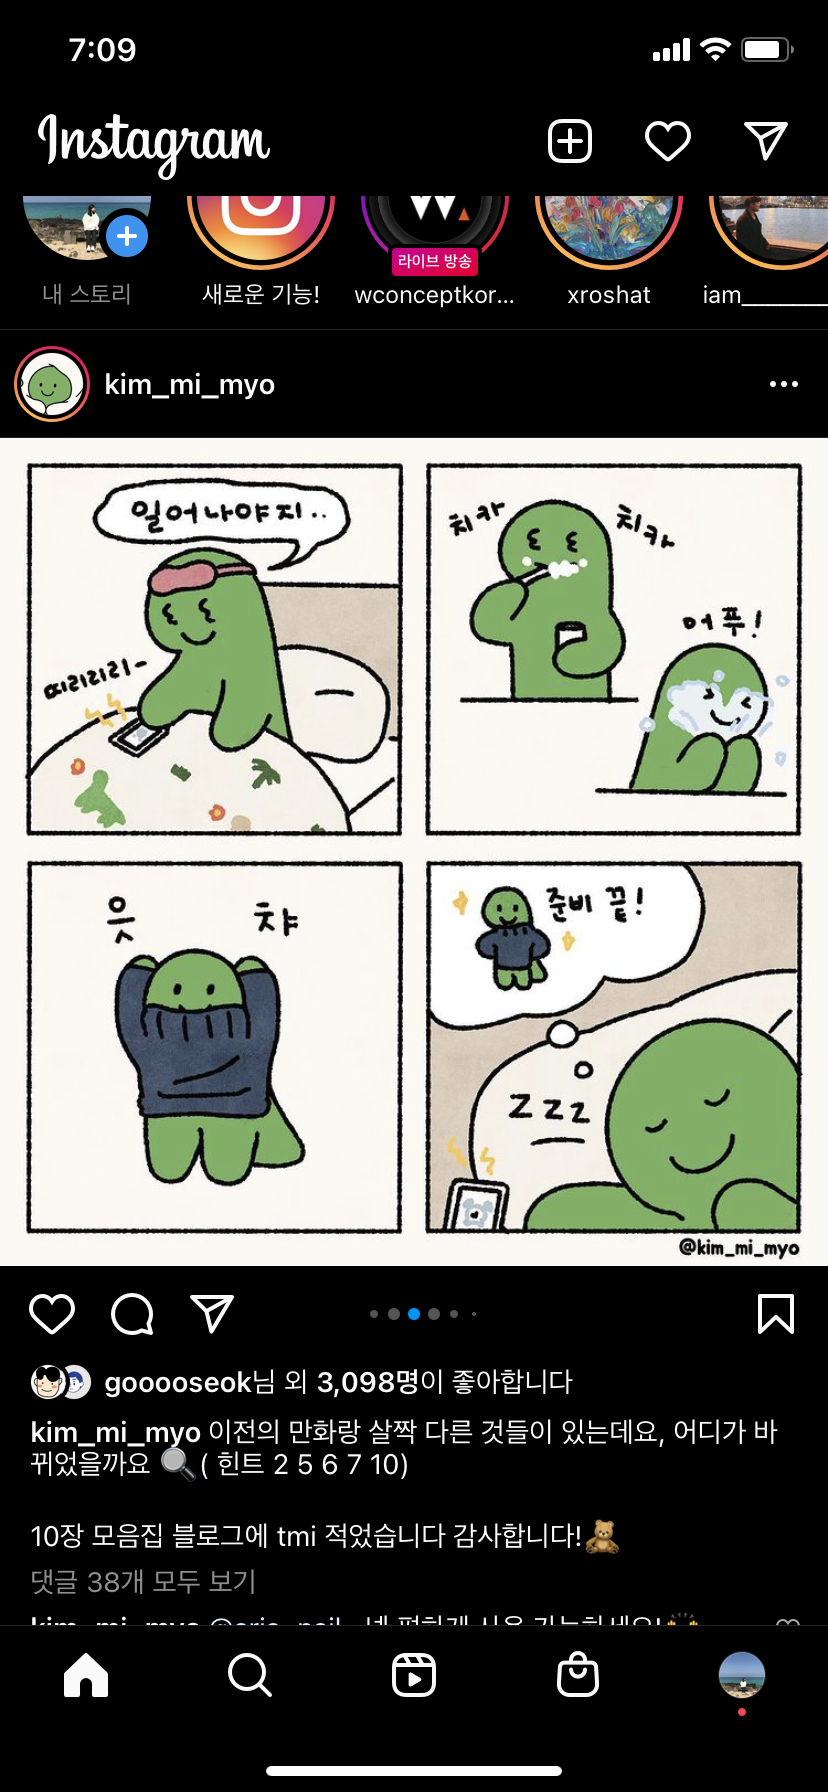 7:09
Instagram
라이브 방송
내 스토리
새로운 기능!
wconceptkor...
xroshat
iam_______
kim_mi_myo
일어나야지..
띠리리리-
치카
치카
어푸!
읏
챠
준비 끝!
z z z
@kim_mi_myo
gooooseok님 외 3,098명이 좋아합니다
kim_mi_myo 이전의 만화랑 살짝 다른 것들이 있는데요, 어디가 바
뀌었을까요 🔍 ( 힌트 2 5 6 7 10)
10장 모음집 블로그에 tmi 적었습니다 감사합니다!🧸
댓글 38개 모두 보기
kim_mi_myo